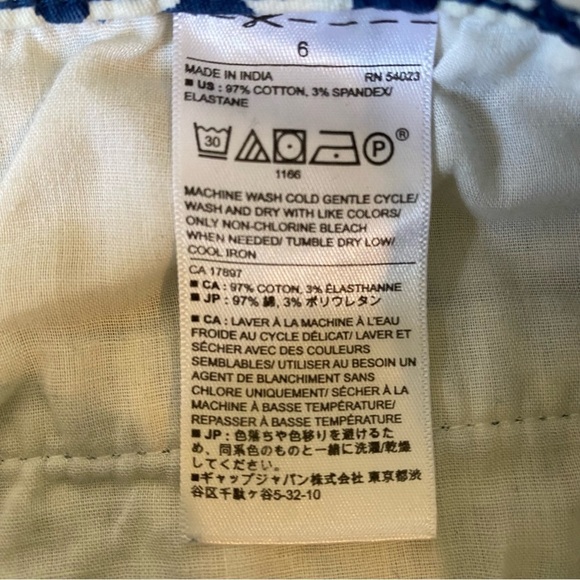 6
MADE IN INDIA RN 54023
■ US : 97% COTTON, 3% SPANDEX/
ELASTANE
30
P®
1166
MACHINE WASH COLD GENTLE CYCLE/
WASH AND DRY WITH LIKE COLORS/
ONLY NON-CHLORINE BLEACH
WHEN NEEDED/ TUMBLE DRY LOW/
COOL IRON
CA 17897
■ CA : 97% COTON, 3% ÉLASTHANNE
■ JP : 97% 綿, 3% ポリウレタン
■ CA : LAVER À LA MACHINE À L'EAU
FROIDE AU CYCLE DÉLICAT/ LAVER ET
SÉCHER AVEC DES COULEURS
SEMBLABLES/ UTILISER AU BESOIN UN
AGENT DE BLANCHIMENT SANS
CHLORE UNIQUEMENT/ SÉCHER À LA
MACHINE À BASSE TEMPÉRATURE/
REPASSER À BASSE TEMPÉRATURE
■ JP : 色落ちや色移りを避けるた
め、同系色のものと一緒に洗濯/乾燥
してください。
■ギャップジャパン株式会社 東京都渋
谷区千駄ヶ谷5-32-10